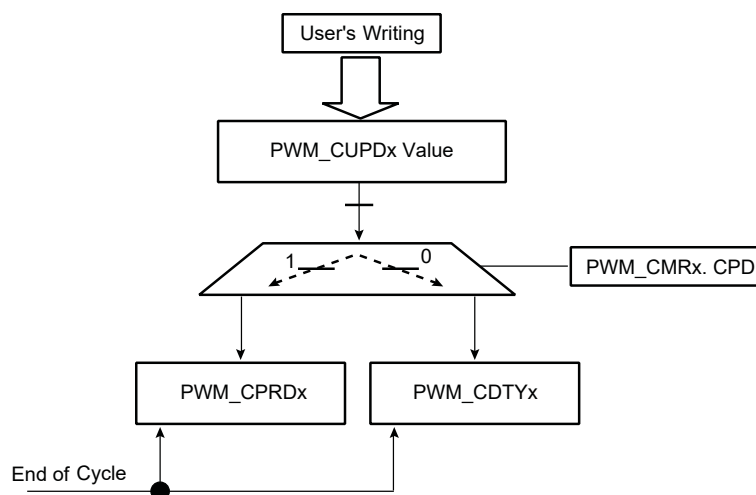 User's Writing
PWM_CUPDx Value
1
0
PWM_CMRx. CPD
PWM_CPRDx
PWM_CDTYx
End of Cycle